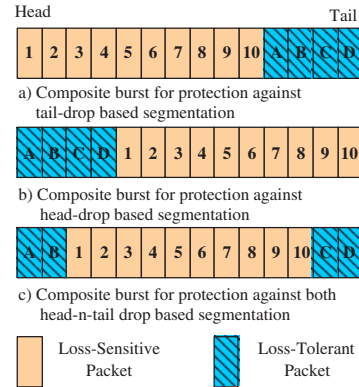 Head Tail
1 2 3 4 5 6 7 8 9 10 A B C D
a) Composite burst for protection against
tail-drop based segmentation
A B C D 1 2 3 4 5 6 7 8 9 10
b) Composite burst for protection against
head-drop based segmentation
A B 1 2 3 4 5 6 7 8 9 10 C D
c) Composite burst for protection against both
head-n-tail drop based segmentation
Loss-Sensitive Loss-Tolerant
Packet Packet